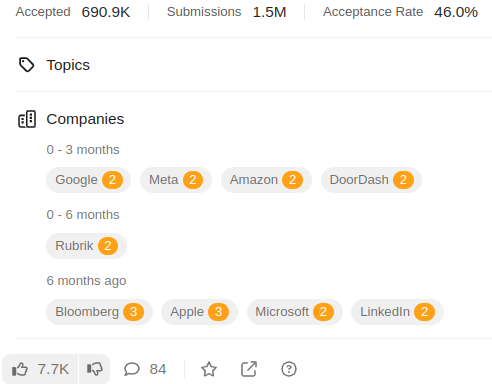 Accepted 690.9K Submissions 1.5M Acceptance Rate 46.0%
Topics
Companies
0 - 3 months
Google 2 Meta 2 Amazon 2 DoorDash 2
0 - 6 months
Rubrik 2
6 months ago
Bloomberg 3 Apple 3 Microsoft 2 LinkedIn 2
7.7K 84